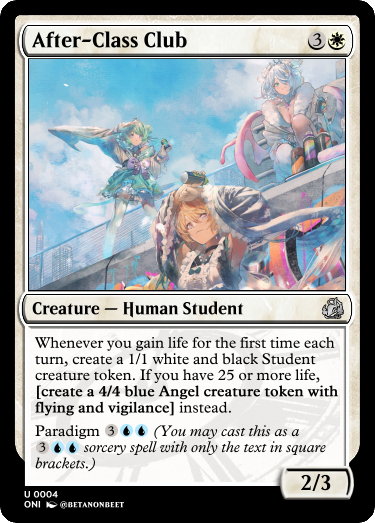 After-Class Club 3
Creature — Human Student
Whenever you gain life for the first time each
turn, create a 1/1 white and black Student
creature token. If you have 25 or more life,
[create a 4/4 blue Angel creature token with
flying and vigilance] instead.
Paradigm 3 (You may cast this as a
3 sorcery spell with only the text in square
brackets.)
2/3
U 0004
ONI @BETANONBEET